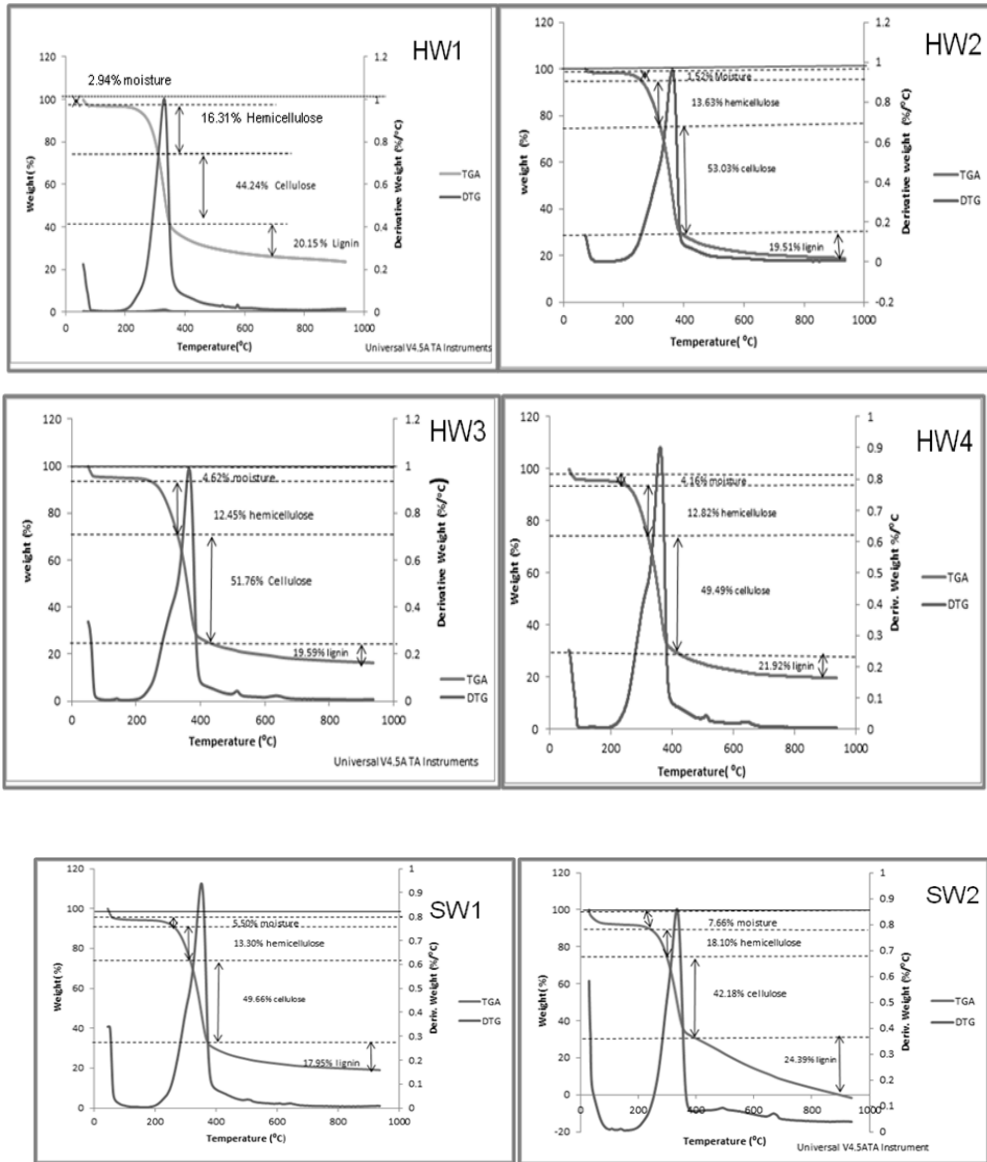 HW1
120
100
80
60
40
20
0
Weight( %)
1.2
1
0.8
0.6
0.4
0.2
0
Derivative Weight (%/°C)
2.94% moisture
16.31% Hemicellulose
44.24% Cellulose
20.15% Lignin
TGA
DTG
0 200 400 600 800 1000
Temperature(⁰C)
Universal V4.5A TA Instruments
HW2
120
100
80
60
40
20
0
weight ( %)
1.2
1
0.8
0.6
0.4
0.2
0
-0.2
Derivative weight (%/°C)
1.52% Moisture
13.63% hemicellulose
53.03% cellulose
19.51% lignin
TGA
DTG
0 200 400 600 800 1000
Temperature( ⁰C)
HW3
120
100
80
60
40
20
0
weight (%)
1.2
1
0.8
0.6
0.4
0.2
0
Derivative Weight (%/°C)
4.62% moisture
12.45% hemicellulose
51.76% Cellulose
19.59% lignin
TGA
DTG
0 200 400 600 800 1000
Temperature (⁰C)
Universal V4.5A TA Instruments
HW4
120
100
80
60
40
20
0
Weight (%)
1
0.9
0.8
0.7
0.6
0.5
0.4
0.3
0.2
0.1
0
Deriv. Weight %/°C
4.16% moisture
12.82% hemicellulose
49.49% cellulose
21.92% lignin
TGA
DTG
0 200 400 600 800 1000
Temperature( ⁰C)
SW1
120
100
80
60
40
20
0
Weight( %)
1
0.9
0.8
0.7
0.6
0.5
0.4
0.3
0.2
0.1
0
Deriv. Weight (%/°C)
5.50% moisture
13.30% hemicellulose
49.66% cellulose
17.95% lignin
TGA
DTG
0 200 400 600 800 1000
Temperature (°C)
SW2
120
100
80
60
40
20
0
-20
Weight (%)
1
0.9
0.8
0.7
0.6
0.5
0.4
0.3
0.2
0.1
0
Deriv. Weight (%/°C)
7.66% moisture
18.10% hemicellulose
42.18% cellulose
24.39% lignin
TGA
DTG
0 200 400 600 800 1000
Temperature (°C)
Universal V4.5ATA Instrument